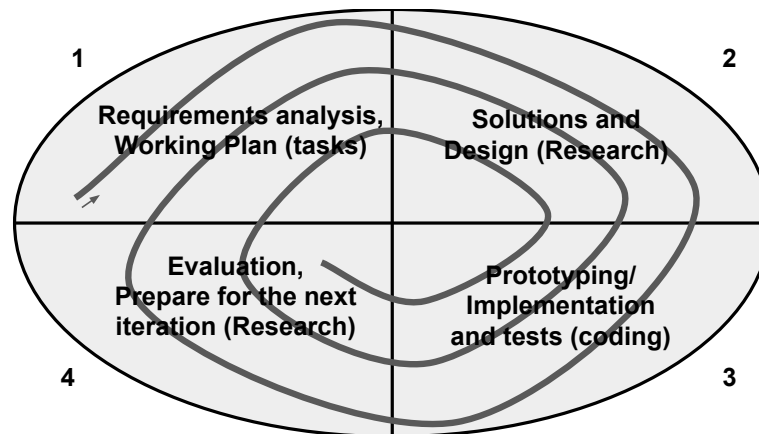 1
2
Requirements analysis,
Working Plan (tasks)
Solutions and
Design (Research)
Evaluation,
Prepare for the next
iteration (Research)
Prototyping/
Implementation
and tests (coding)
4
3